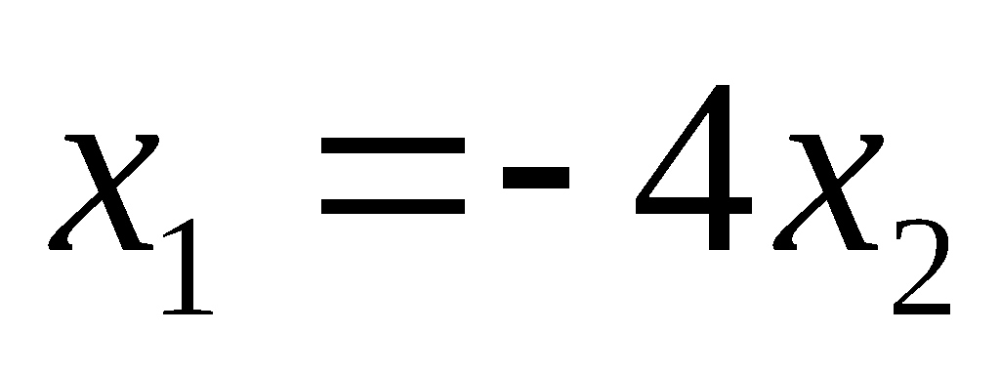 x₁ = - 4x₂